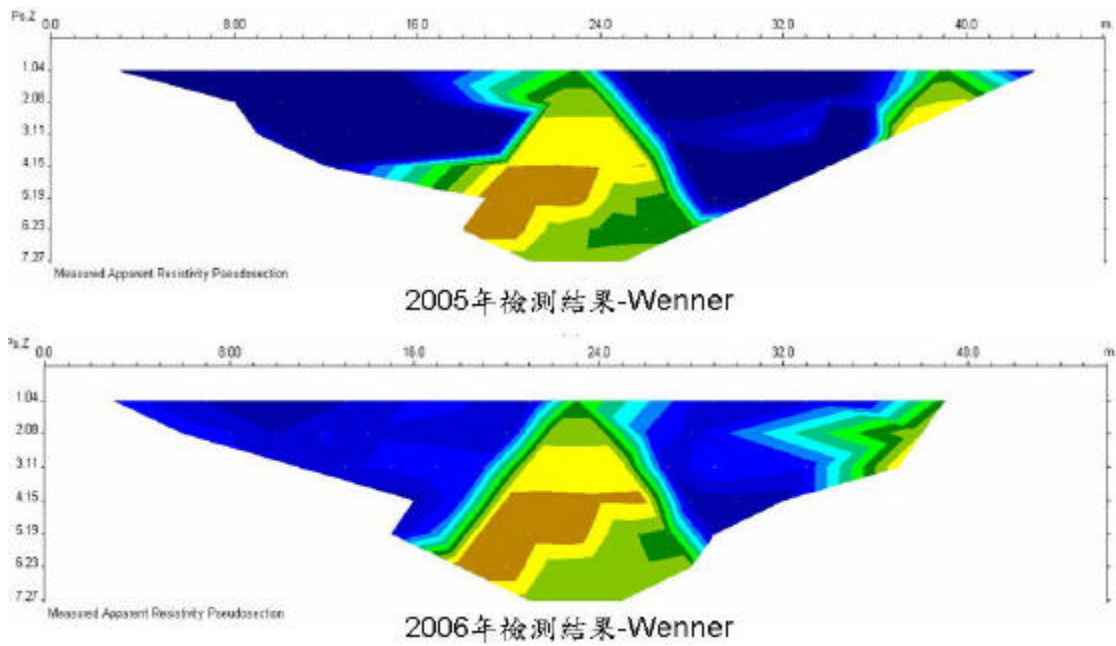 Ps.Z 0.0 8.00 16.0 24.0 32.0 40.0 m.
1.04
2.08
3.11
4.15
5.19
6.23
7.27
Measured Apparent Resistivity Pseudosection
2005年檢測结果-Wenner
Ps.Z 0.0 8.00 16.0 24.0 32.0 40.0 m.
1.04
2.08
3.11
4.15
5.19
6.23
7.27
Measured Apparent Resistivity Pseudosection
2006年檢測结果-Wenner